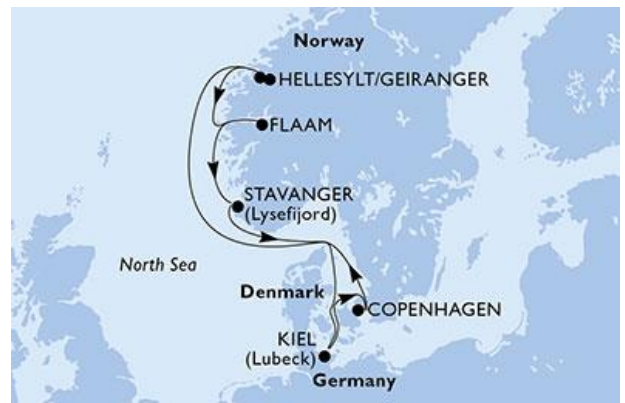 Norway
HELLESYLT/GEIRANGER
FLAAM
STAVANGER
(Lysefijord)
North Sea
Denmark
COPENHAGEN
KIEL
(Lubeck)
Germany